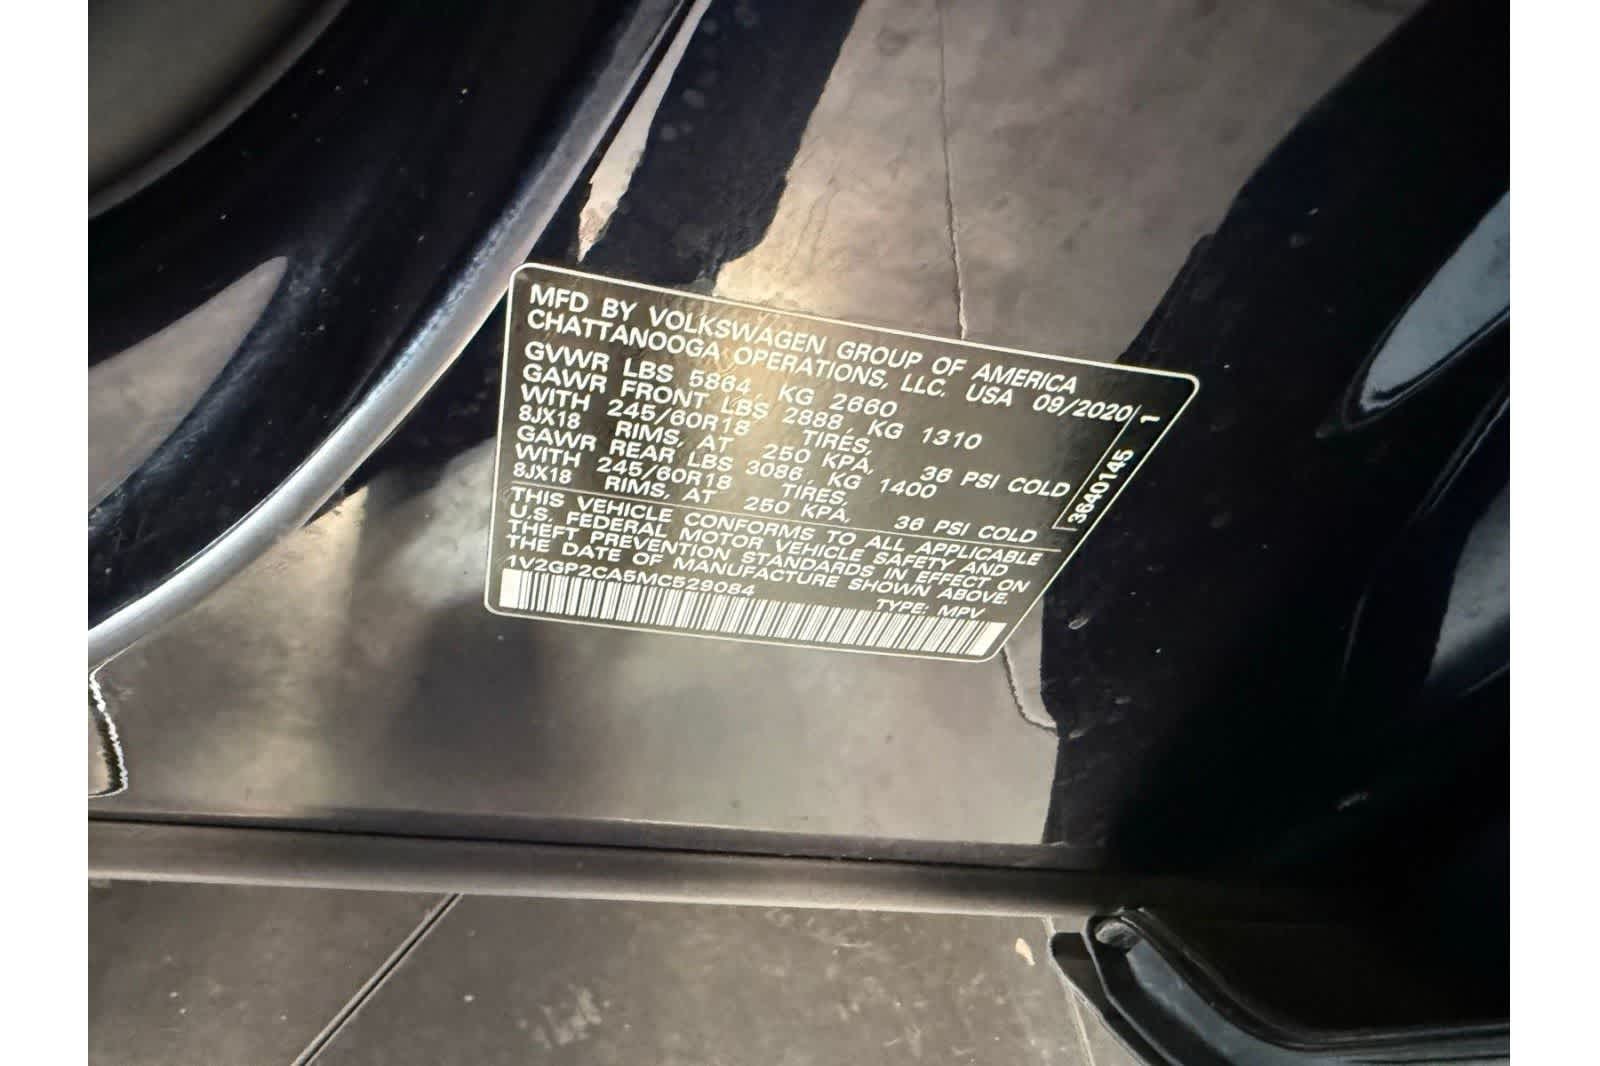 MFD BY VOLKSWAGEN GROUP OF AMERICA
CHATTANOOGA OPERATIONS, LLC. USA 09/2020
GVWR LBS 5864, KG 2660
GAWR FRONT LBS 2888, KG 1310
WITH 245/60R18 TIRES,
8JX18 RIMS, AT 250 KPA, 36 PSI COLD
GAWR REAR LBS 3086, KG 1400
WITH 245/60R18 TIRES,
8JX18 RIMS, AT 250 KPA, 36 PSI COLD
THIS VEHICLE CONFORMS TO ALL APPLICABLE
U.S. FEDERAL MOTOR VEHICLE SAFETY AND
THEFT PREVENTION STANDARDS IN EFFECT ON
THE DATE OF MANUFACTURE SHOWN ABOVE.
1V2GP2CA5MC529084 TYPE: MPV
3640145 1